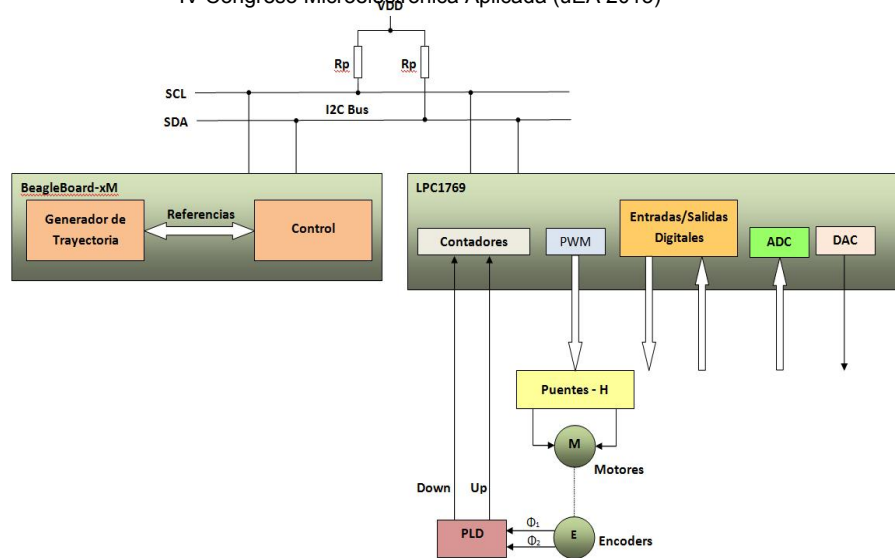 IV Congreso Microelectrónica Aplicada (uEA 2013)
VDD
Rp
Rp
SCL
I2C Bus
SDA
BeagleBoard-xM
Generador de
Trayectoria
Referencias
Control
LPC1769
Contadores
PWM
Entradas/Salidas
Digitales
ADC
DAC
Puentes - H
M
Motores
Down
Up
PLD
Φ1
Φ2
E
Encoders